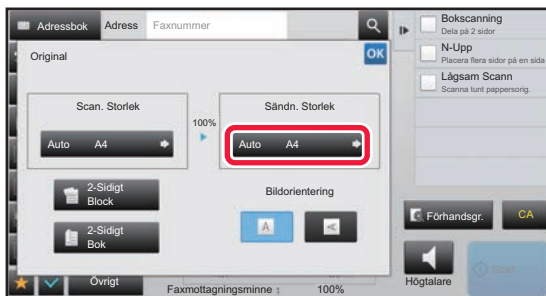 Adressbok Adress Faxnummer
Original
OK
Scan. Storlek
100%
Sändn. Storlek
Auto A4
Auto A4
2-Sidigt
Block
2-Sidigt
Bok
Bildorientering
A
A
Övrigt
Faxmottagningsminne : 100%
Bokscanning
Dela på 2 sidor
N-Upp
Placera flera sidor på en sida
Lågsam Scann
Scanna tunt pappersorig.
Förhandsgr.
CA
Högtalare
Start